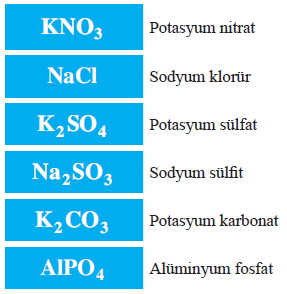 KNO₃ Potasyum nitrat
NaCl Sodyum klorür
K₂SO₄ Potasyum sülfat
Na₂SO₃ Sodyum sülfit
K₂CO₃ Potasyum karbonat
AlPO₄ Alüminyum fosfat